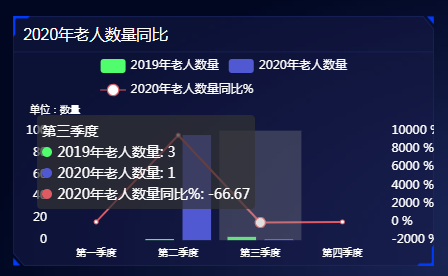 2020年老人数量同比
2019年老人数量 2020年老人数量
2020年老人数量同比%
单位：数量
第三季度
2019年老人数量: 3
2020年老人数量: 1
2020年老人数量同比%: -66.67
20
0
10000 %
8000 %
6000 %
4000 %
2000 %
0 %
-2000 %
第一季度 第二季度 第三季度 第四季度